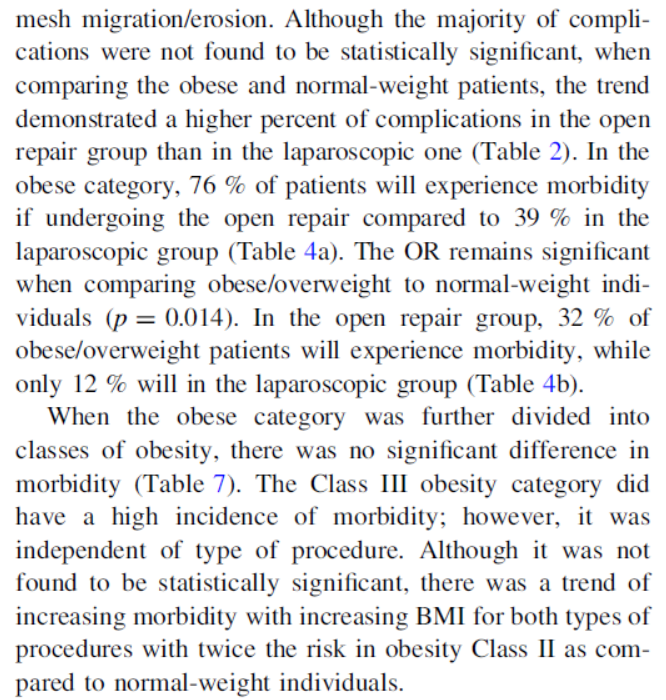 mesh migration/erosion. Although the majority of compli-
cations were not found to be statistically significant, when
comparing the obese and normal-weight patients, the trend
demonstrated a higher percent of complications in the open
repair group than in the laparoscopic one (Table 2). In the
obese category, 76 % of patients will experience morbidity
if undergoing the open repair compared to 39 % in the
laparoscopic group (Table 4a). The OR remains significant
when comparing obese/overweight to normal-weight indi-
viduals (p = 0.014). In the open repair group, 32 % of
obese/overweight patients will experience morbidity, while
only 12 % will in the laparoscopic group (Table 4b).
When the obese category was further divided into
classes of obesity, there was no significant difference in
morbidity (Table 7). The Class III obesity category did
have a high incidence of morbidity; however, it was
independent of type of procedure. Although it was not
found to be statistically significant, there was a trend of
increasing morbidity with increasing BMI for both types of
procedures with twice the risk in obesity Class II as com-
pared to normal-weight individuals.